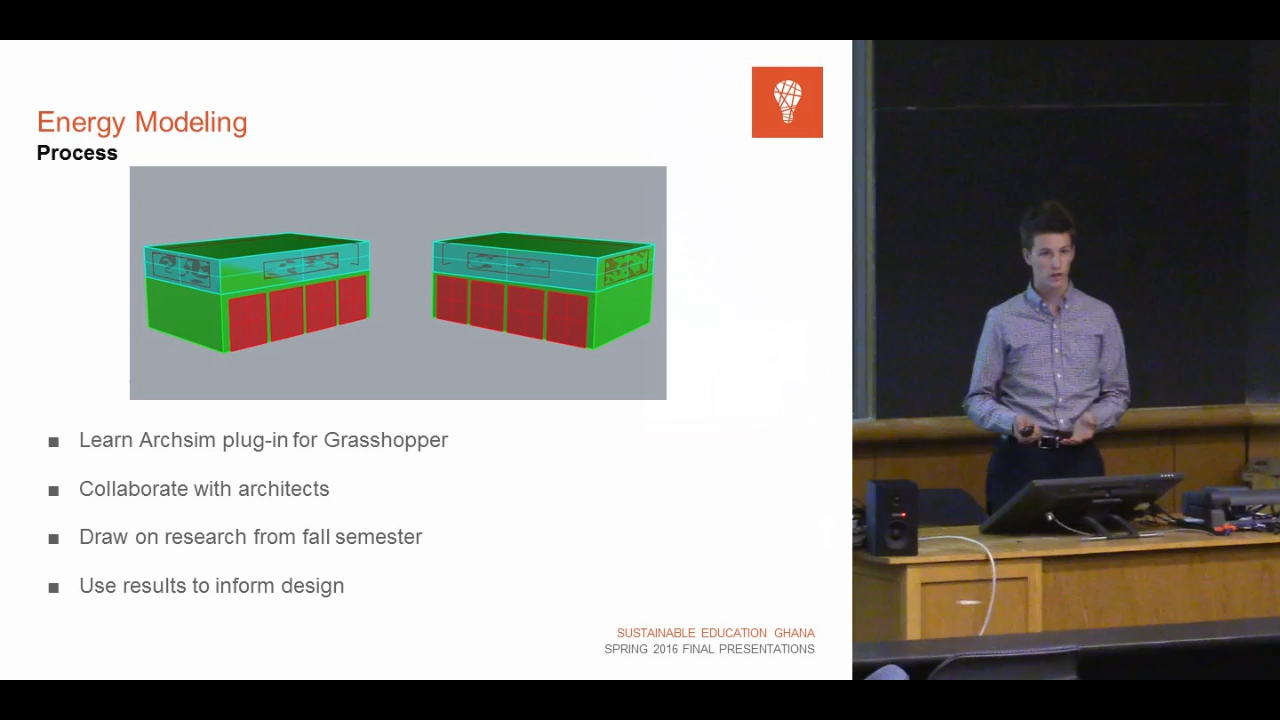 Energy Modeling
Process
■ Learn Archsim plug-in for Grasshopper
■ Collaborate with architects
■ Draw on research from fall semester
■ Use results to inform design
SUSTAINABLE EDUCATION GHANA
SPRING 2016 FINAL PRESENTATIONS